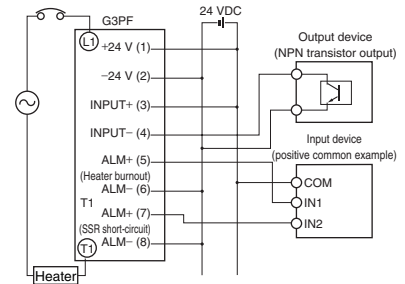 24 VDC
G3PF
L1
+24 V (1)
−24 V (2)
INPUT+ (3)
INPUT− (4)
ALM+ (5)
(Heater burnout)
ALM− (6)
T1
ALM+ (7)
(SSR short-circuit)
T1
ALM− (8)
Heater
Output device
(NPN transistor output)
Input device
(positive common example)
COM
IN1
IN2